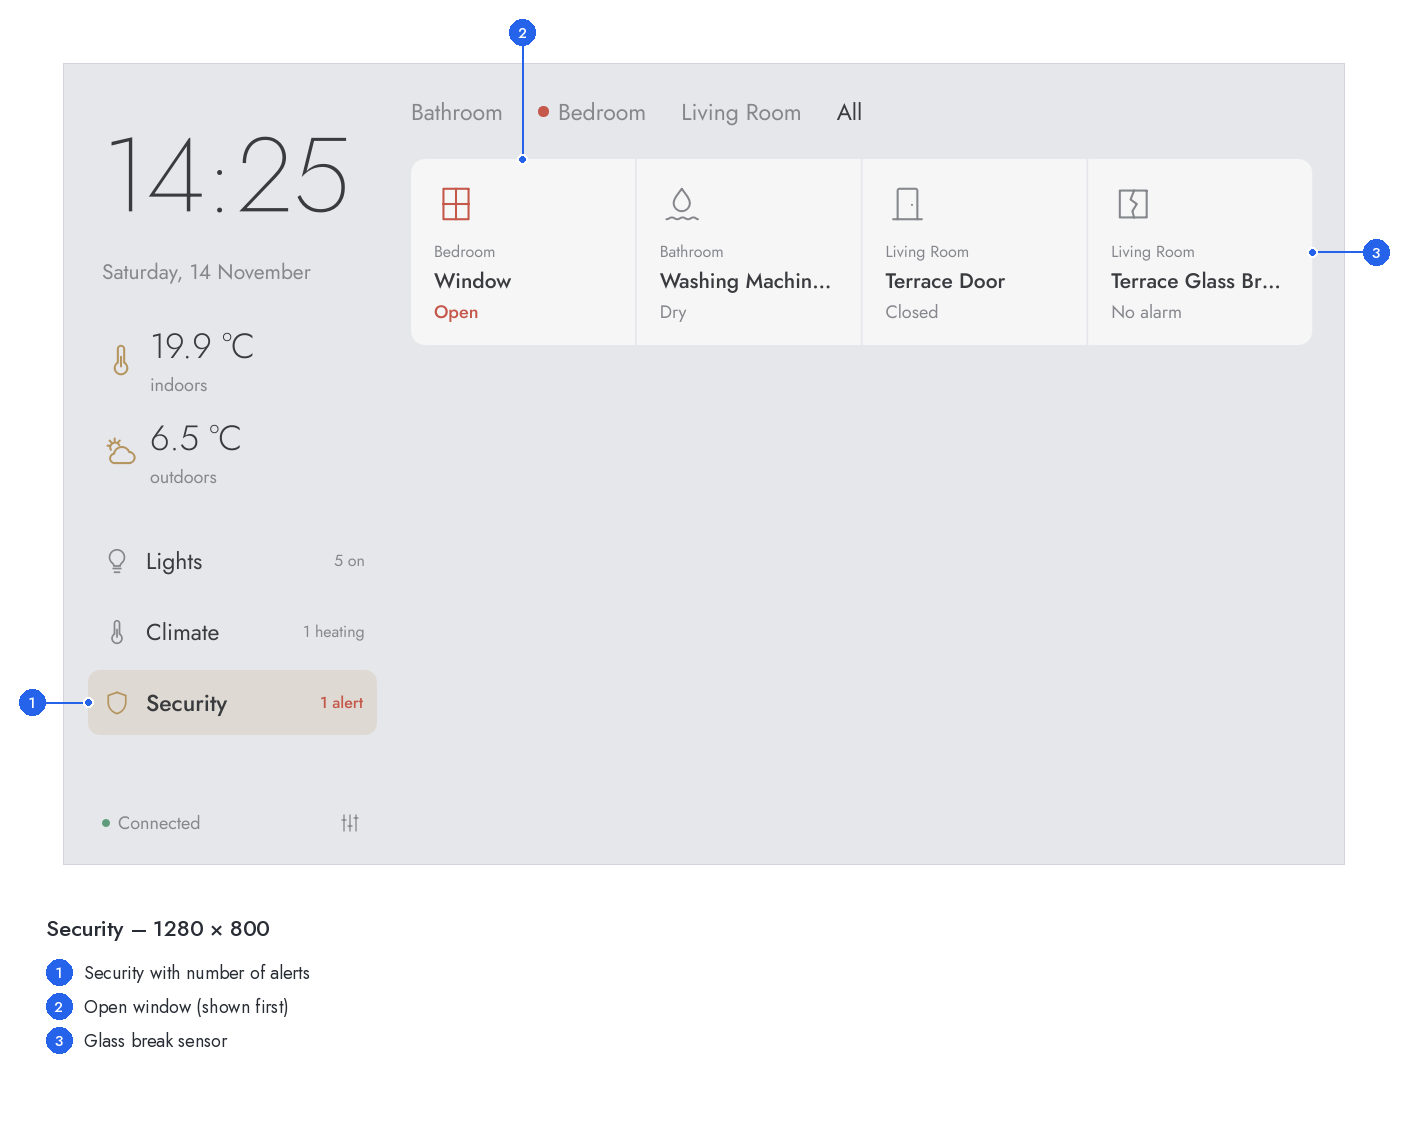 2
Bathroom Bedroom Living Room All
14:25
Saturday, 14 November
19.9 °C
indoors
6.5 °C
outdoors
Lights 5 on
Climate 1 heating
1
Security 1 alert
Connected
Bedroom
Window
Open
Bathroom
Washing Machin...
Dry
Living Room
Terrace Door
Closed
Living Room
Terrace Glass Br...
No alarm
3
Security – 1280 × 800
1 Security with number of alerts
2 Open window (shown first)
3 Glass break sensor